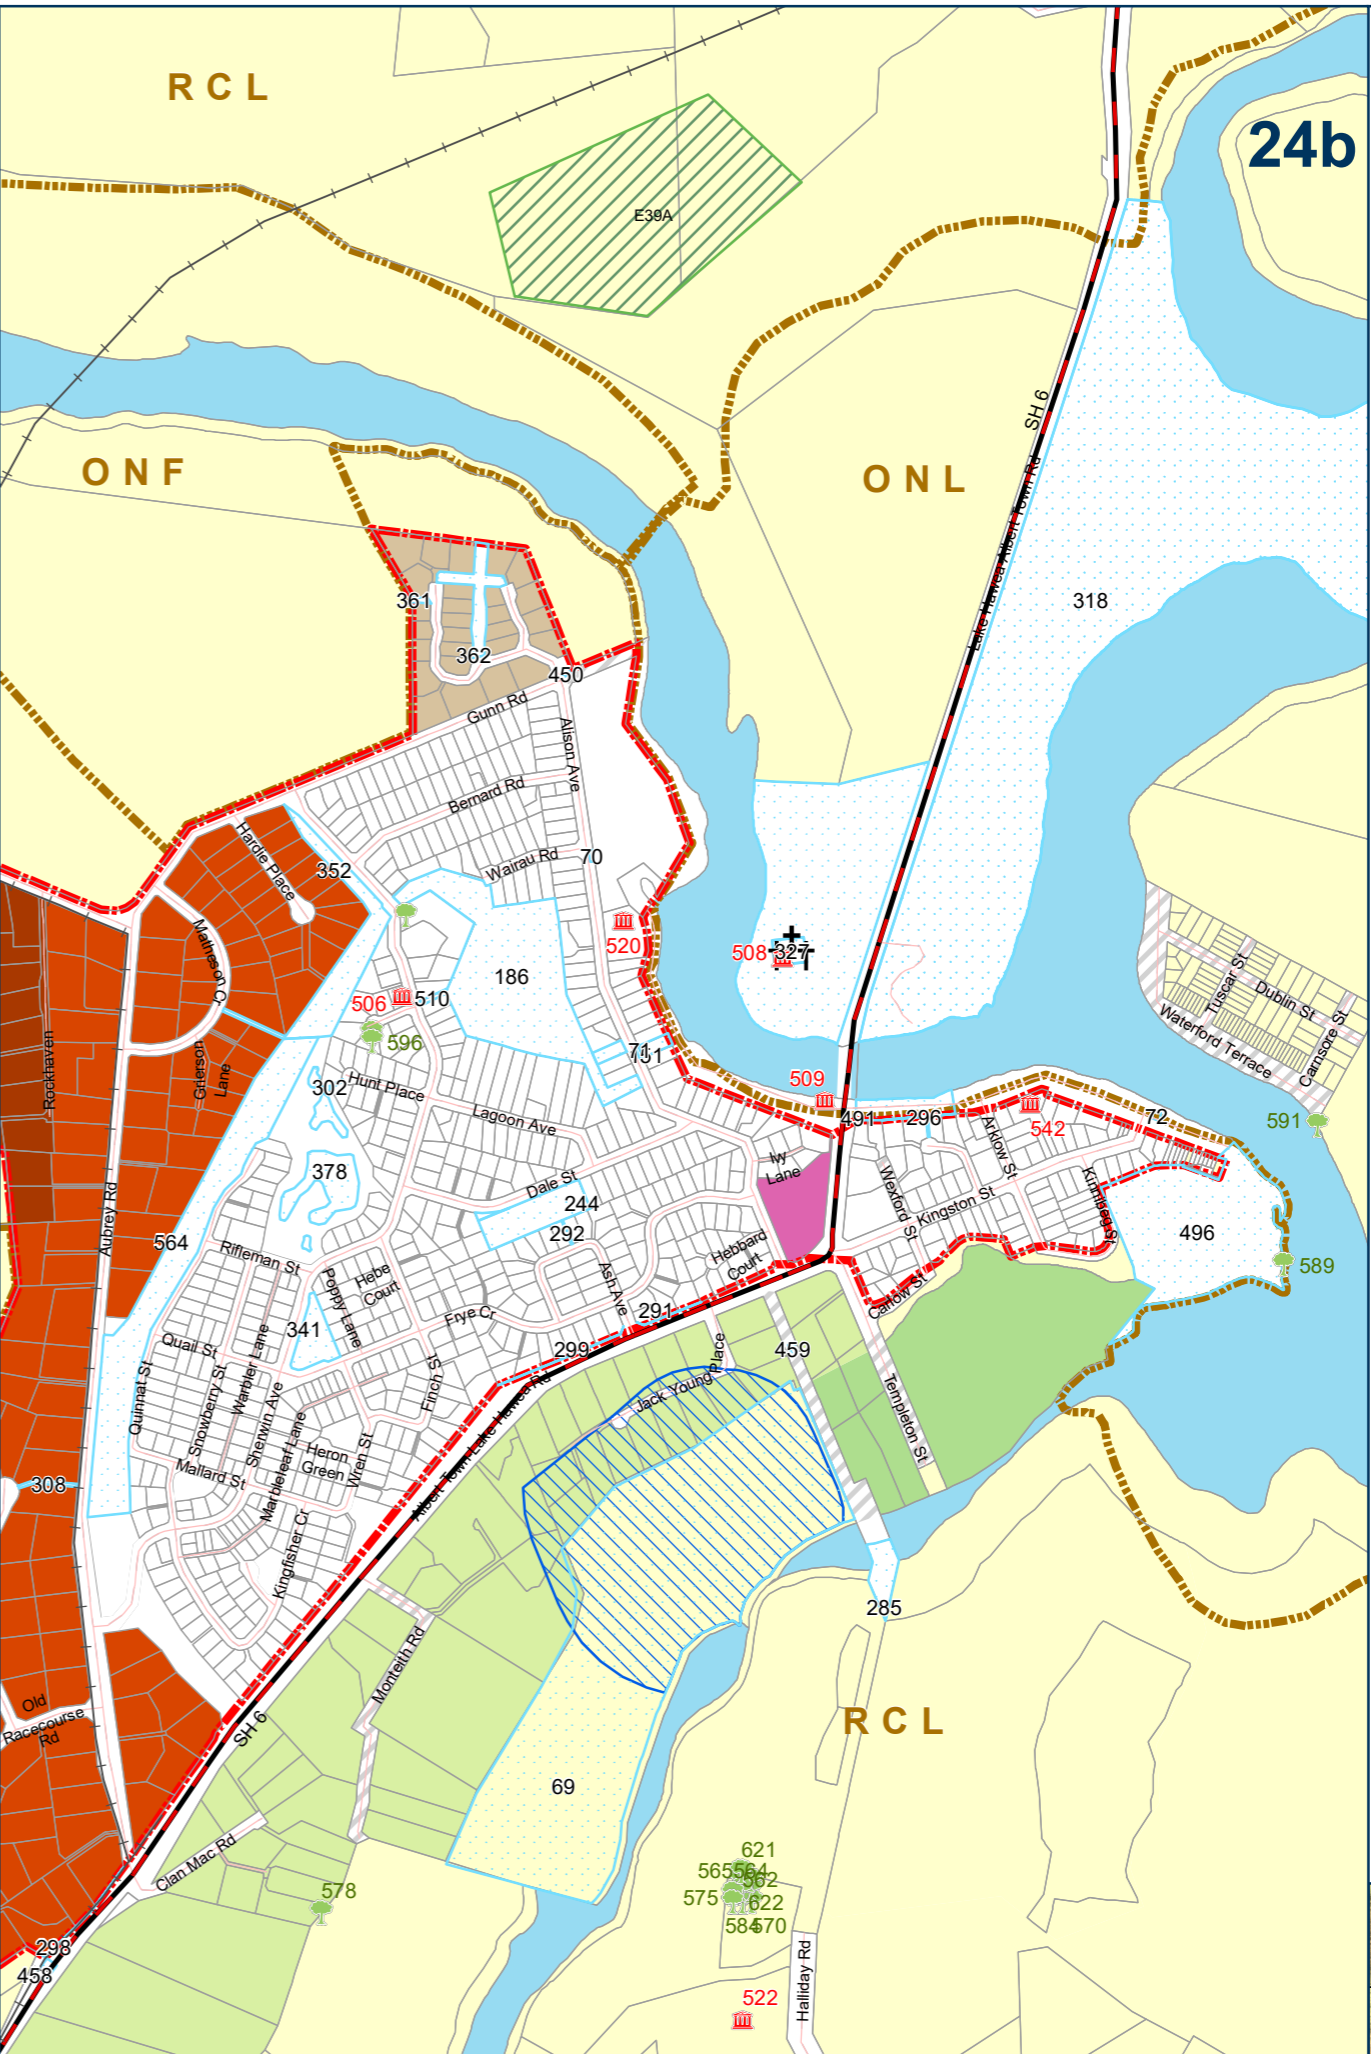 RCL
24b
E39A
SH 6
ONF
ONL
Lake Hawea Albert Town Rd
318
361
362
450
Gunn Rd
Alison Ave
Bernard Rd
Hardie Place
352
Wairau Rd
70
Matheson Cr
520
508
327
186
506
510
596
Tuscar St
Dublin St
Waterford Terrace
Carnsore St
Rockhaven
Grierson
Lane
302
Hunt Place
71
Lagoon Ave
509
491
296
542
72
591
Arklow St
Ivy
Lane
378
Dale St
244
292
Wexford St
Kingston St
Kinnibeg St
496
Aubrey Rd
564
Rifleman St
Hebe
Court
Poppy Lane
Ash Ave
Hebbard
Court
589
Carlow St
291
Frye Cr
341
299
459
Quail St
Quinnat St
Snowberry St
Warbler Lane
Sherwin Ave
Finch St
Jack Young Place
Templeton St
Albert Town-Lake Hawea Rd
308
Mallard St
Marbleleaf Lane
Heron
Green
Wren St
Kingfisher Cr
285
Monteith Rd
Old
Racecourse
Rd
SH 6
RCL
69
Clan Mac Rd
578
621
565
564
562
575
622
584
570
298
458
Halliday Rd
522